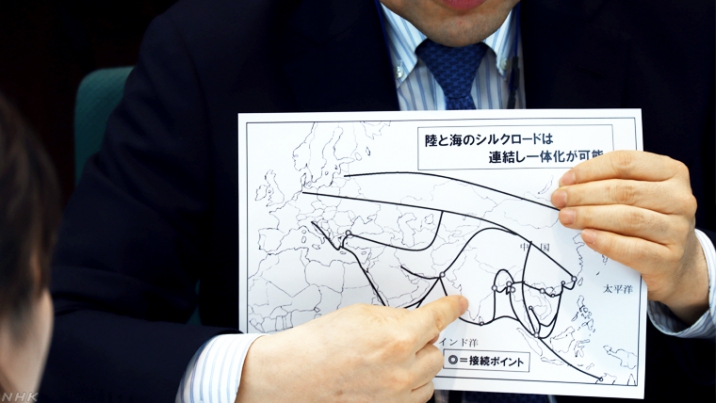 陸と海のシルクロードは
連結し一体化が可能
中国
太平洋
インド洋
◎=接続ポイント
NHK